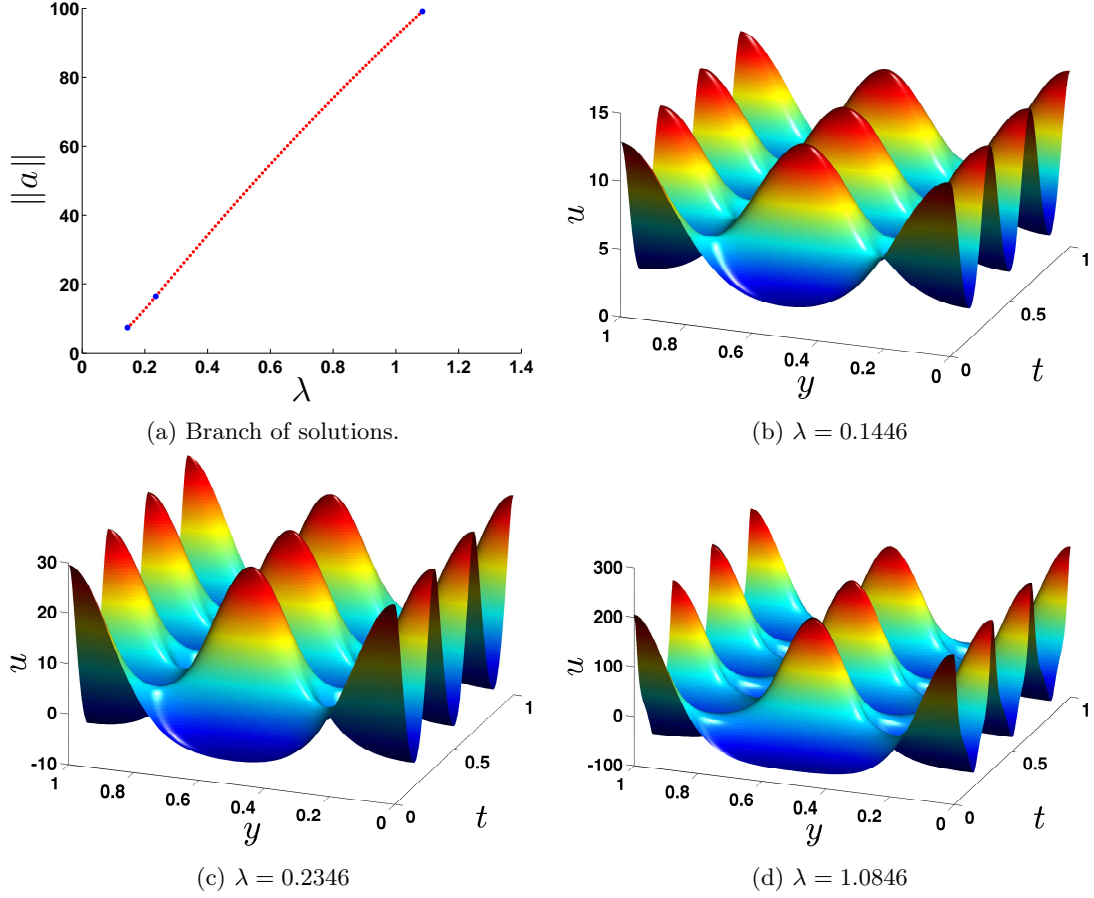 100
80
60
40
20
0
||a||
0 0.2 0.4 0.6 0.8 1 1.2 1.4
λ
(a) Branch of solutions.
15
10
5
0
u
1 0.8 0.6 0.4 0.2 0
y
0 0.5 1
t
(b) λ = 0.1446
30
20
10
0
-10
u
1 0.8 0.6 0.4 0.2 0
y
0 0.5 1
t
(c) λ = 0.2346
300
200
100
0
-100
u
1 0.8 0.6 0.4 0.2 0
y
0 0.5 1
t
(d) λ = 1.0846